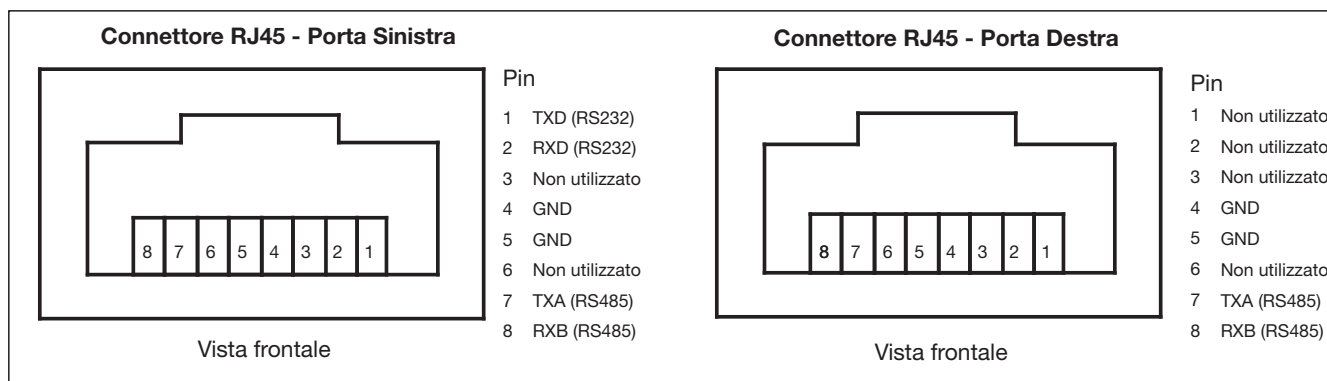 Connettore RJ45 - Porta Sinistra
Pin
1 TXD (RS232)
2 RXD (RS232)
3 Non utilizzato
4 GND
5 GND
6 Non utilizzato
7 TXA (RS485)
8 RXB (RS485)
8 7 6 5 4 3 2 1
Vista frontale
Connettore RJ45 - Porta Destra
Pin
1 Non utilizzato
2 Non utilizzato
3 Non utilizzato
4 GND
5 GND
6 Non utilizzato
7 TXA (RS485)
8 RXB (RS485)
8 7 6 5 4 3 2 1
Vista frontale